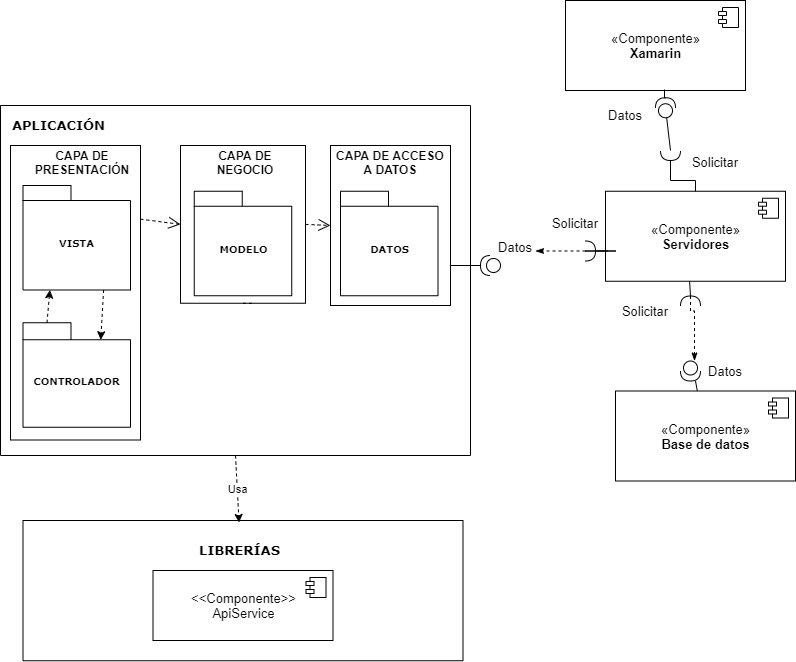 «Componente»
Xamarin
Datos
Solicitar
APLICACIÓN
CAPA DE
PRESENTACIÓN
VISTA
CONTROLADOR
CAPA DE
NEGOCIO
MODELO
CAPA DE ACCESO
A DATOS
DATOS
Datos
Solicitar
«Componente»
Servidores
Solicitar
Datos
«Componente»
Base de datos
Usa
LIBRERÍAS
<<Componente>>
ApiService